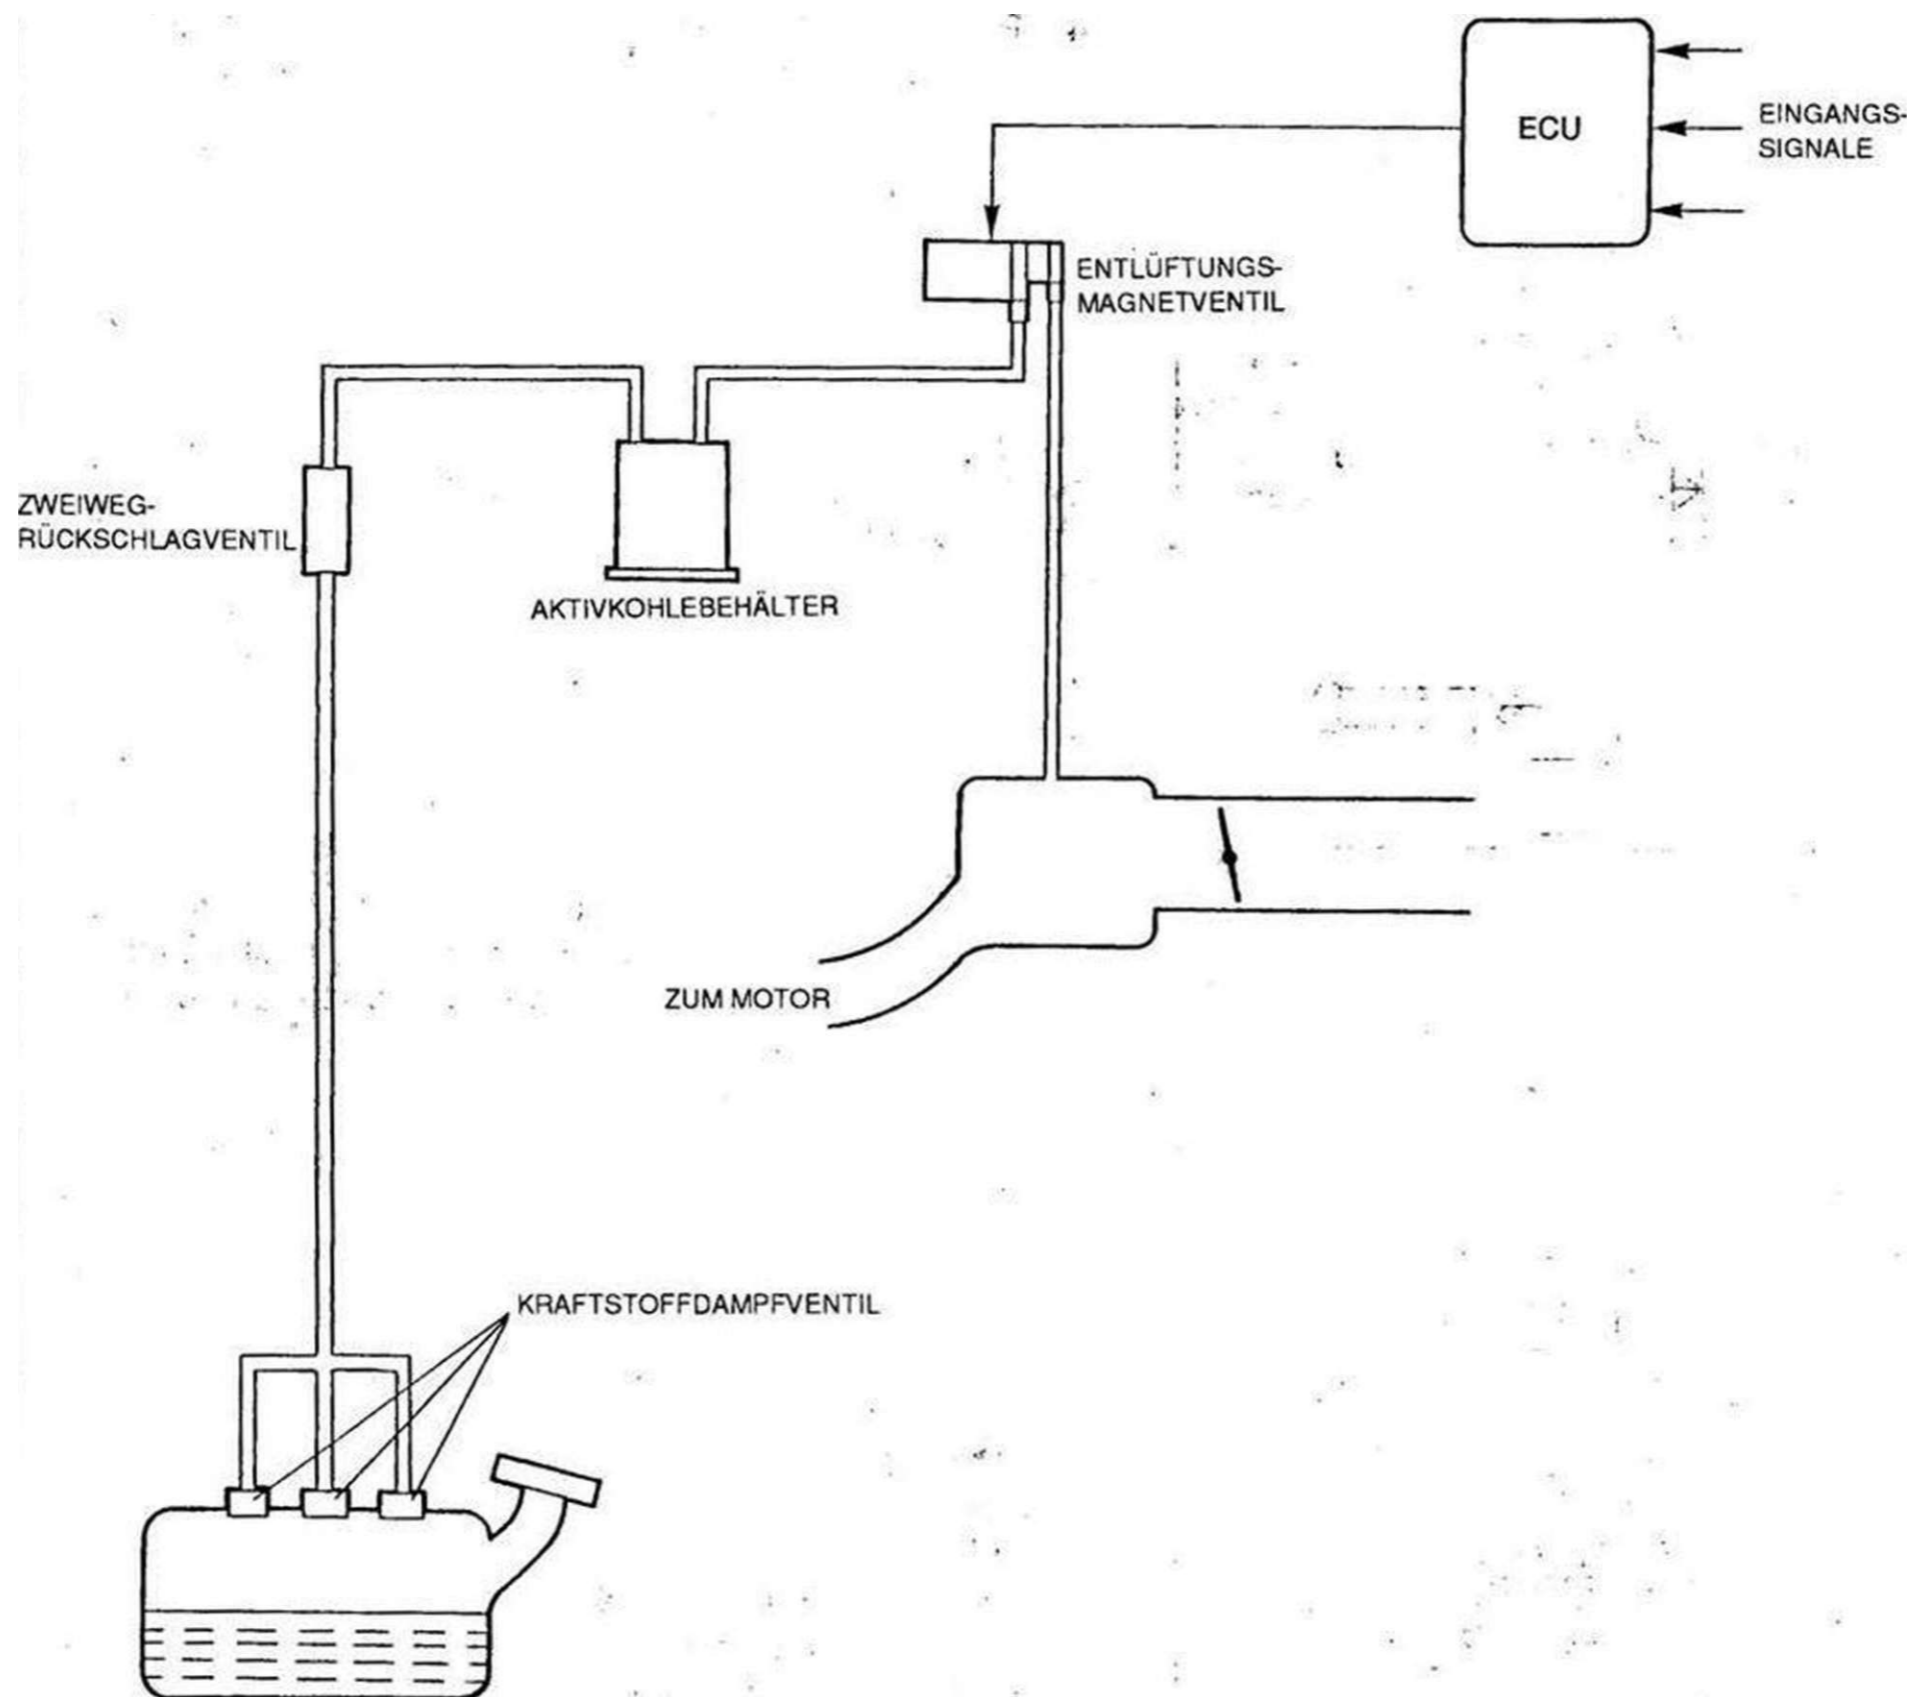 ECU
EINGANGS-
SIGNALE
ENTLÜFTUNGS-
MAGNETVENTIL
ZWEIWEG-
RÜCKSCHLAGVENTIL
AKTIVKOHLEBEHÄLTER
ZUM MOTOR
KRAFTSTOFFDAMPFVENTIL